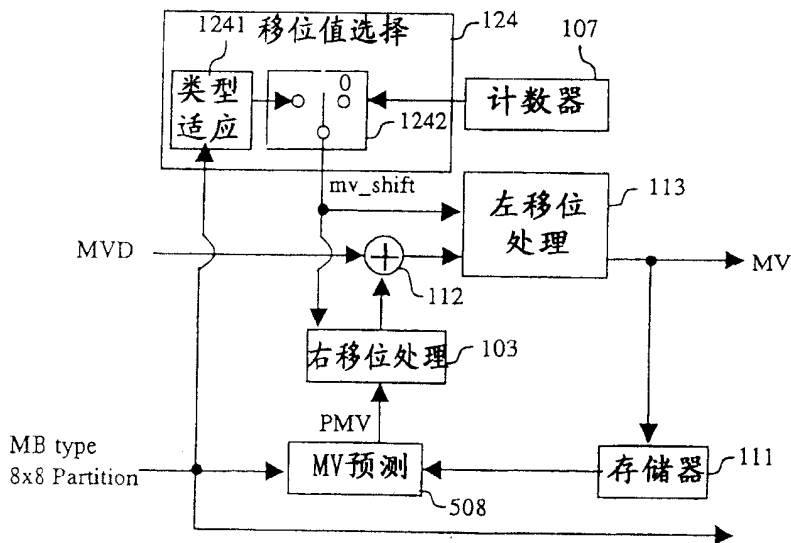 1241
移位值选择
124
107
类型
适应
0
计数器
1242
mv_shift
113
左移位
处理
MVD
MV
112
右移位处理
103
PMV
MB type
8x8 Partition
MV预测
存储器
111
508